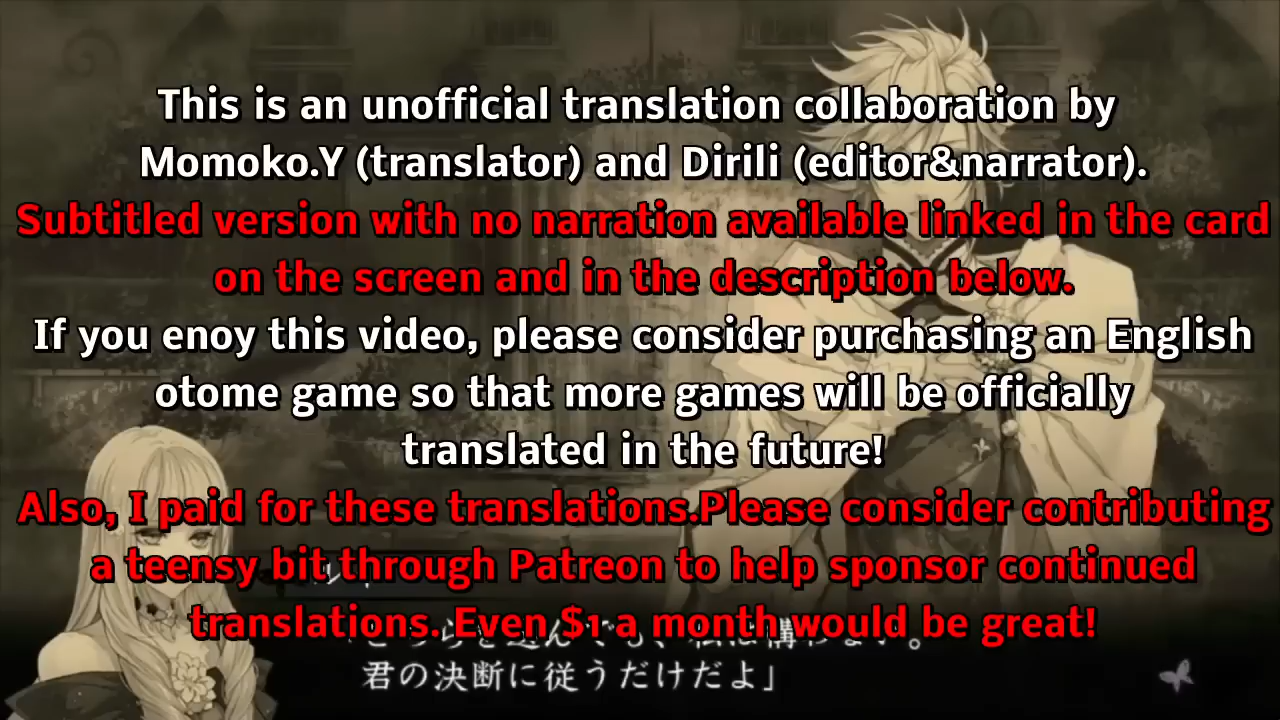 This is an unofficial translation collaboration by
Momoko.Y (translator) and Dirili (editor&narrator).
Subtitled version with no narration available linked in the card
on the screen and in the description below.
If you enoy this video, please consider purchasing an English
otome game so that more games will be officially
translated in the future!
Also, I paid for these translations.Please consider contributing
a teensy bit through Patreon to help sponsor continued
translations. Even $1 a month would be great!
君の決断に従うだけだよ」